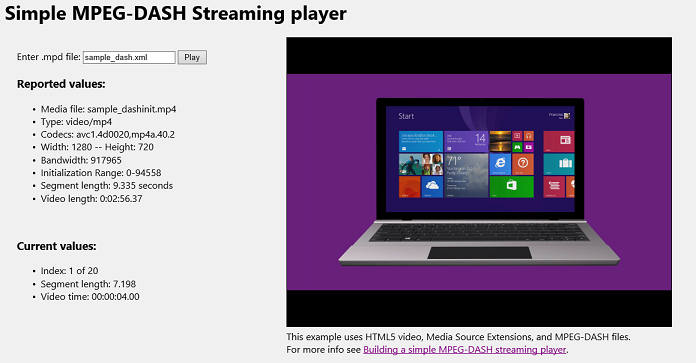 Simple MPEG-DASH Streaming player
Enter .mpd file: sample_dash.xml Play
Reported values:
• Media file: sample_dashinit.mp4
• Type: video/mp4
• Codecs: avc1.4d0020,mp4a.40.2
• Width: 1280 -- Height: 720
• Bandwidth: 917965
• Initialization Range: 0-94558
• Segment length: 9.335 seconds
• Video length: 0:02:56.37
Current values:
• Index: 1 of 20
• Segment length: 7.198
• Video time: 00:00:04.00
Start
14
71°
This example uses HTML5 video, Media Source Extensions, and MPEG-DASH files.
For more info see Building a simple MPEG-DASH streaming player.